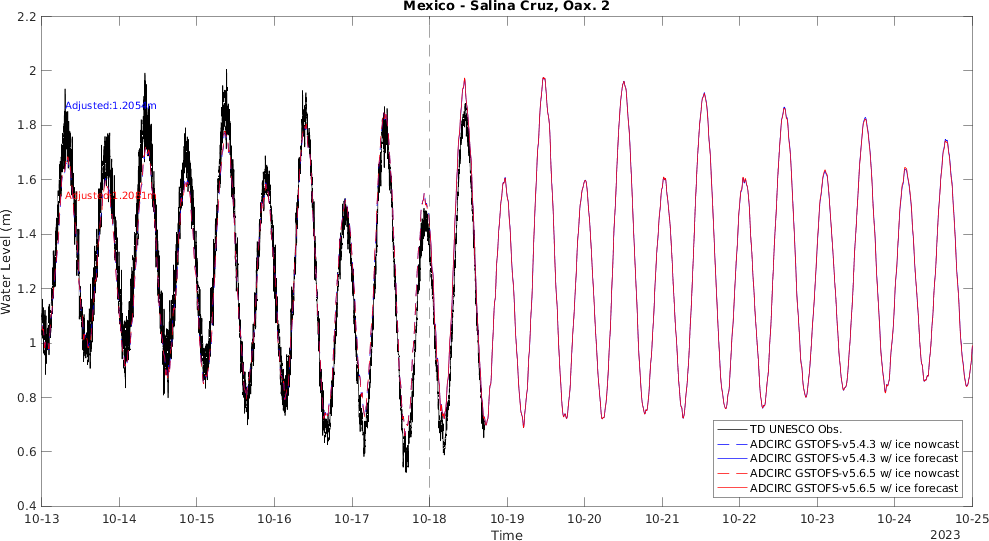 Mexico - Salina Cruz, Oax. 2
2.2
2
1.8
1.6
1.4
1.2
1
0.8
0.6
0.4
Water Level (m)
Adjusted:1.2054m
Adjusted:1.2081m
TD UNESCO Obs.
ADCIRC GSTOFS-v5.4.3 w/ ice nowcast
ADCIRC GSTOFS-v5.4.3 w/ ice forecast
ADCIRC GSTOFS-v5.6.5 w/ ice nowcast
ADCIRC GSTOFS-v5.6.5 w/ ice forecast
10-13 10-14 10-15 10-16 10-17 10-18 10-19 10-20 10-21 10-22 10-23 10-24 10-25
Time
2023